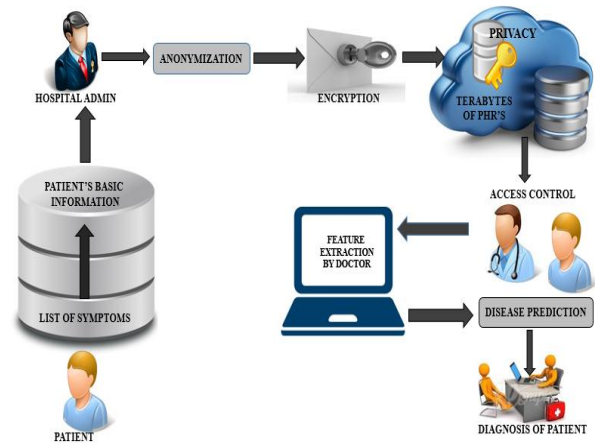 HOSPITAL ADMIN
ANONYMIZATION
ENCRYPTION
PRIVACY
TERABYTES
OF PHR'S
PATIENT'S BASIC
INFORMATION
LIST OF SYMPTOMS
PATIENT
ACCESS CONTROL
FEATURE
EXTRACTION
BY DOCTOR
DISEASE PREDICTION
DIAGNOSIS OF PATIENT